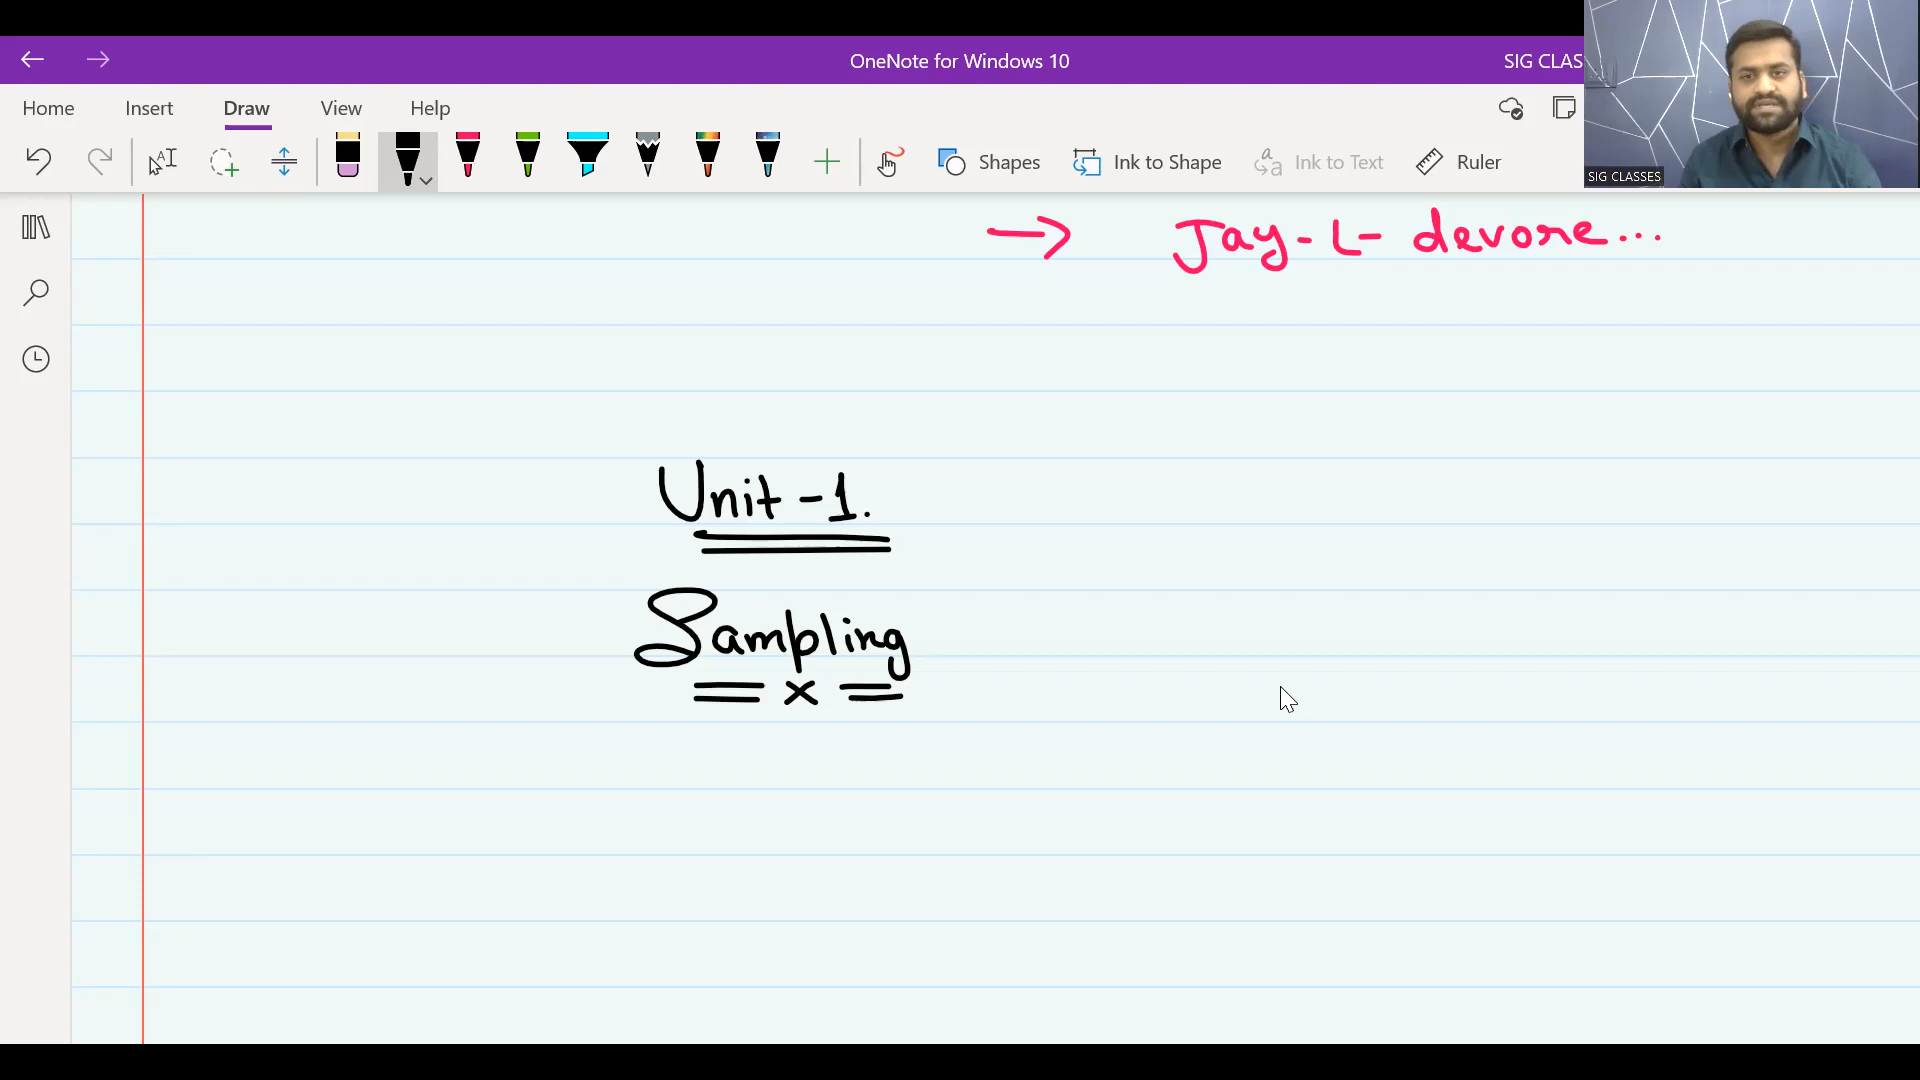 OneNote for Windows 10
SIG CLAS
Home Insert Draw View Help
Shapes Ink to Shape Ink to Text Ruler
SIG CLASSES
→ Jay-L- devore...
Unit-1.
Sampling